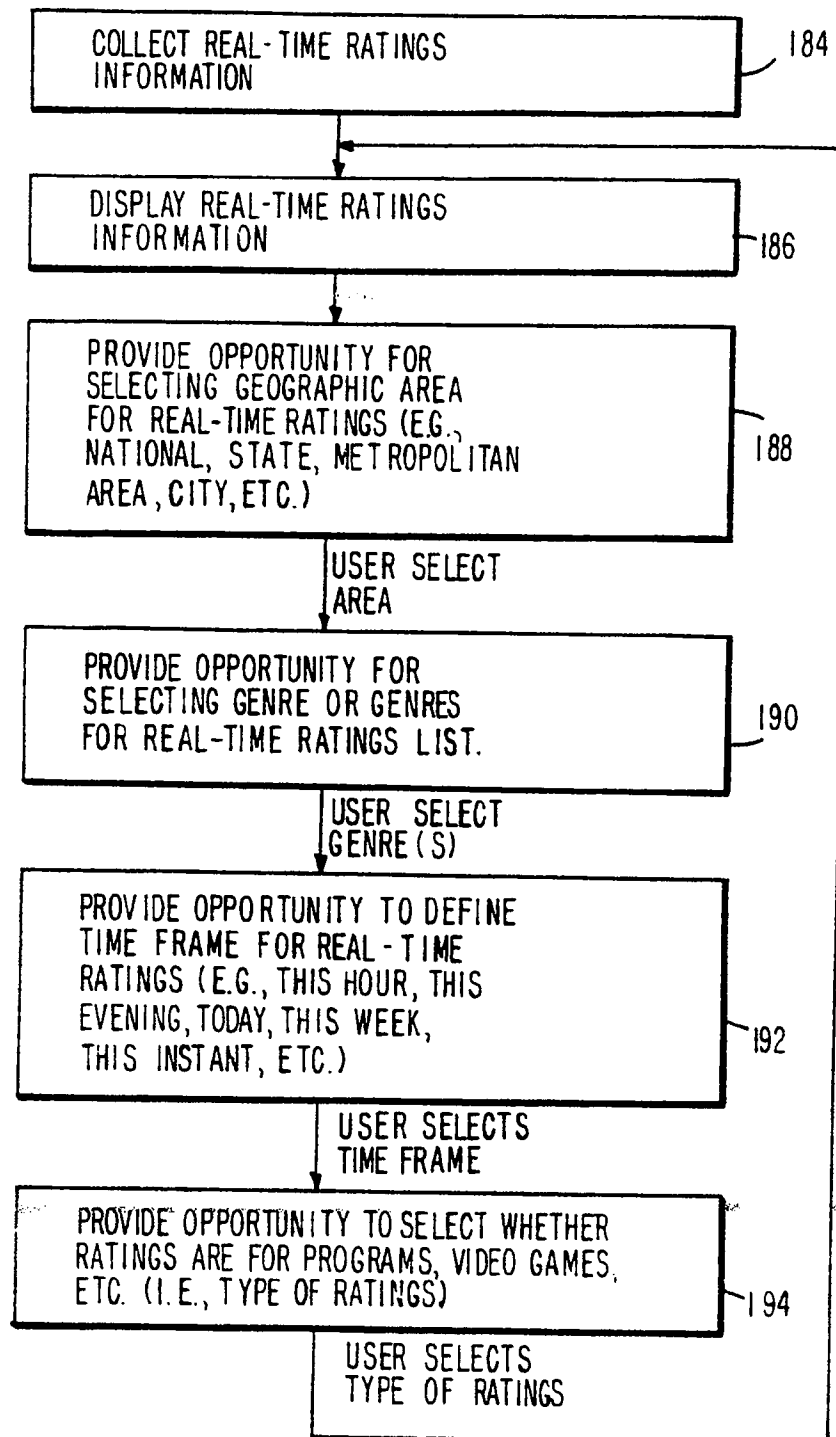 COLLECT REAL-TIME RATINGS
INFORMATION
184
DISPLAY REAL-TIME RATINGS
INFORMATION
186
PROVIDE OPPORTUNITY FOR
SELECTING GEOGRAPHIC AREA
FOR REAL-TIME RATINGS (E.G.,
NATIONAL, STATE, METROPOLITAN
AREA, CITY, ETC.)
188
USER SELECT
AREA
PROVIDE OPPORTUNITY FOR
SELECTING GENRE OR GENRES
FOR REAL-TIME RATINGS LIST.
190
USER SELECT
GENRE(S)
PROVIDE OPPORTUNITY TO DEFINE
TIME FRAME FOR REAL-TIME
RATINGS (E.G., THIS HOUR, THIS
EVENING, TODAY, THIS WEEK,
THIS INSTANT, ETC.)
192
USER SELECTS
TIME FRAME
PROVIDE OPPORTUNITY TO SELECT WHETHER
RATINGS ARE FOR PROGRAMS, VIDEO GAMES,
ETC. (I.E., TYPE OF RATINGS)
194
USER SELECTS
TYPE OF RATINGS